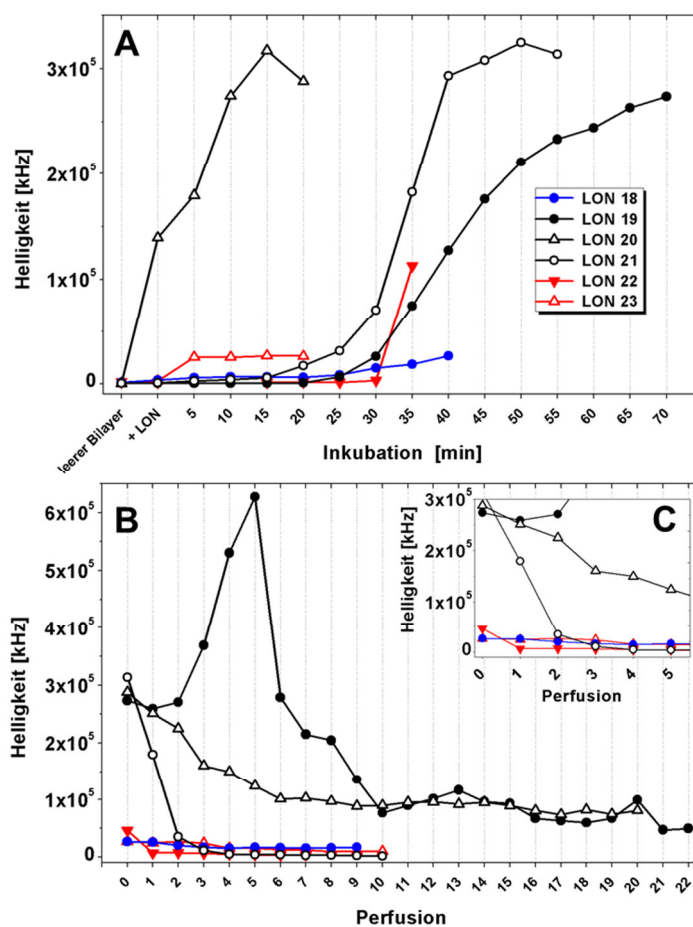 A
Helligkeit [kHz]
3x10⁵
2x10⁵
1x10⁵
0
LON 18
LON 19
LON 20
LON 21
LON 22
LON 23
leerer Bilayer
+ LON
5
10
15
20
25
30
35
40
45
50
55
60
65
70
Inkubation [min]
B
Helligkeit [kHz]
6x10⁵
5x10⁵
4x10⁵
3x10⁵
2x10⁵
1x10⁵
0
0
1
2
3
4
5
6
7
8
9
10
11
12
13
14
15
16
17
18
19
20
21
22
Perfusion
C
Helligkeit [kHz]
3x10⁵
2x10⁵
1x10⁵
0
0
1
2
3
4
5
Perfusion